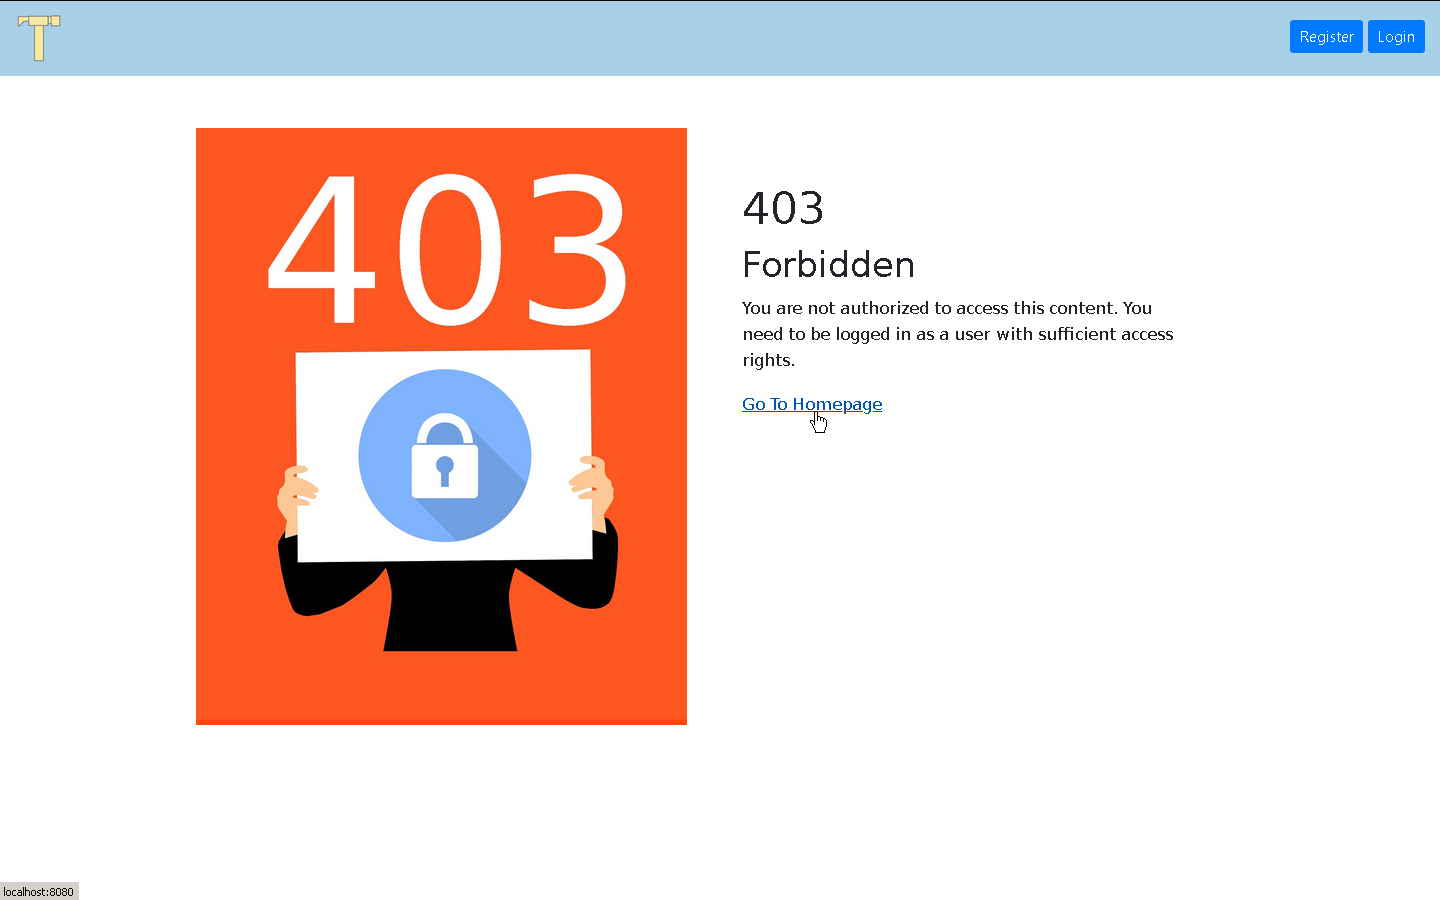 Register Login
403
403
Forbidden
You are not authorized to access this content. You
need to be logged in as a user with sufficient access
rights.
Go To Homepage
localhost:8080